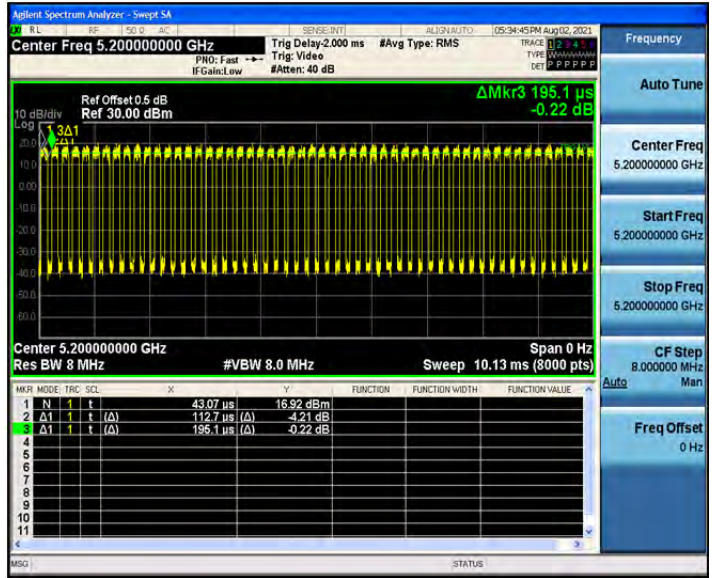 Agilent Spectrum Analyzer - Swept SA
RL RF 50 Ω AC SENSE:INT ALIGN AUTO 05:34:45 PM Aug 02, 2021
Center Freq 5.200000000 GHz
PNO: Fast
IFGain:Low
Trig Delay-2.000 ms
Trig: Video
#Atten: 40 dB
#Avg Type: RMS
TRACE 1 2 3 4 5 6
TYPE
DET P P P P P P
Frequency
ΔMkr3 195.1 µs
-0.22 dB
Ref Offset 0.5 dB
10 dB/div Ref 30.00 dBm
Log
3Δ1
20.0
10.0
0.00
-10.0
-20.0
-30.0
-40.0
-60.0
Center 5.200000000 GHz Span 0 Hz
Res BW 8 MHz #VBW 8.0 MHz Sweep 10.13 ms (8000 pts)
MKR MODE TRC SCL X Y FUNCTION FUNCTION WIDTH FUNCTION VALUE
1 N 1 t 43.07 µs 16.92 dBm
2 Δ1 1 t (Δ) 112.7 µs (Δ) -4.21 dB
3 Δ1 1 t (Δ) 195.1 µs (Δ) -0.22 dB
4
5
6
7
8
9
10
11
Auto Tune
Center Freq
5.200000000 GHz
Start Freq
5.200000000 GHz
Stop Freq
5.200000000 GHz
CF Step
8.000000 MHz
Auto Man
Freq Offset
0 Hz
MSG STATUS